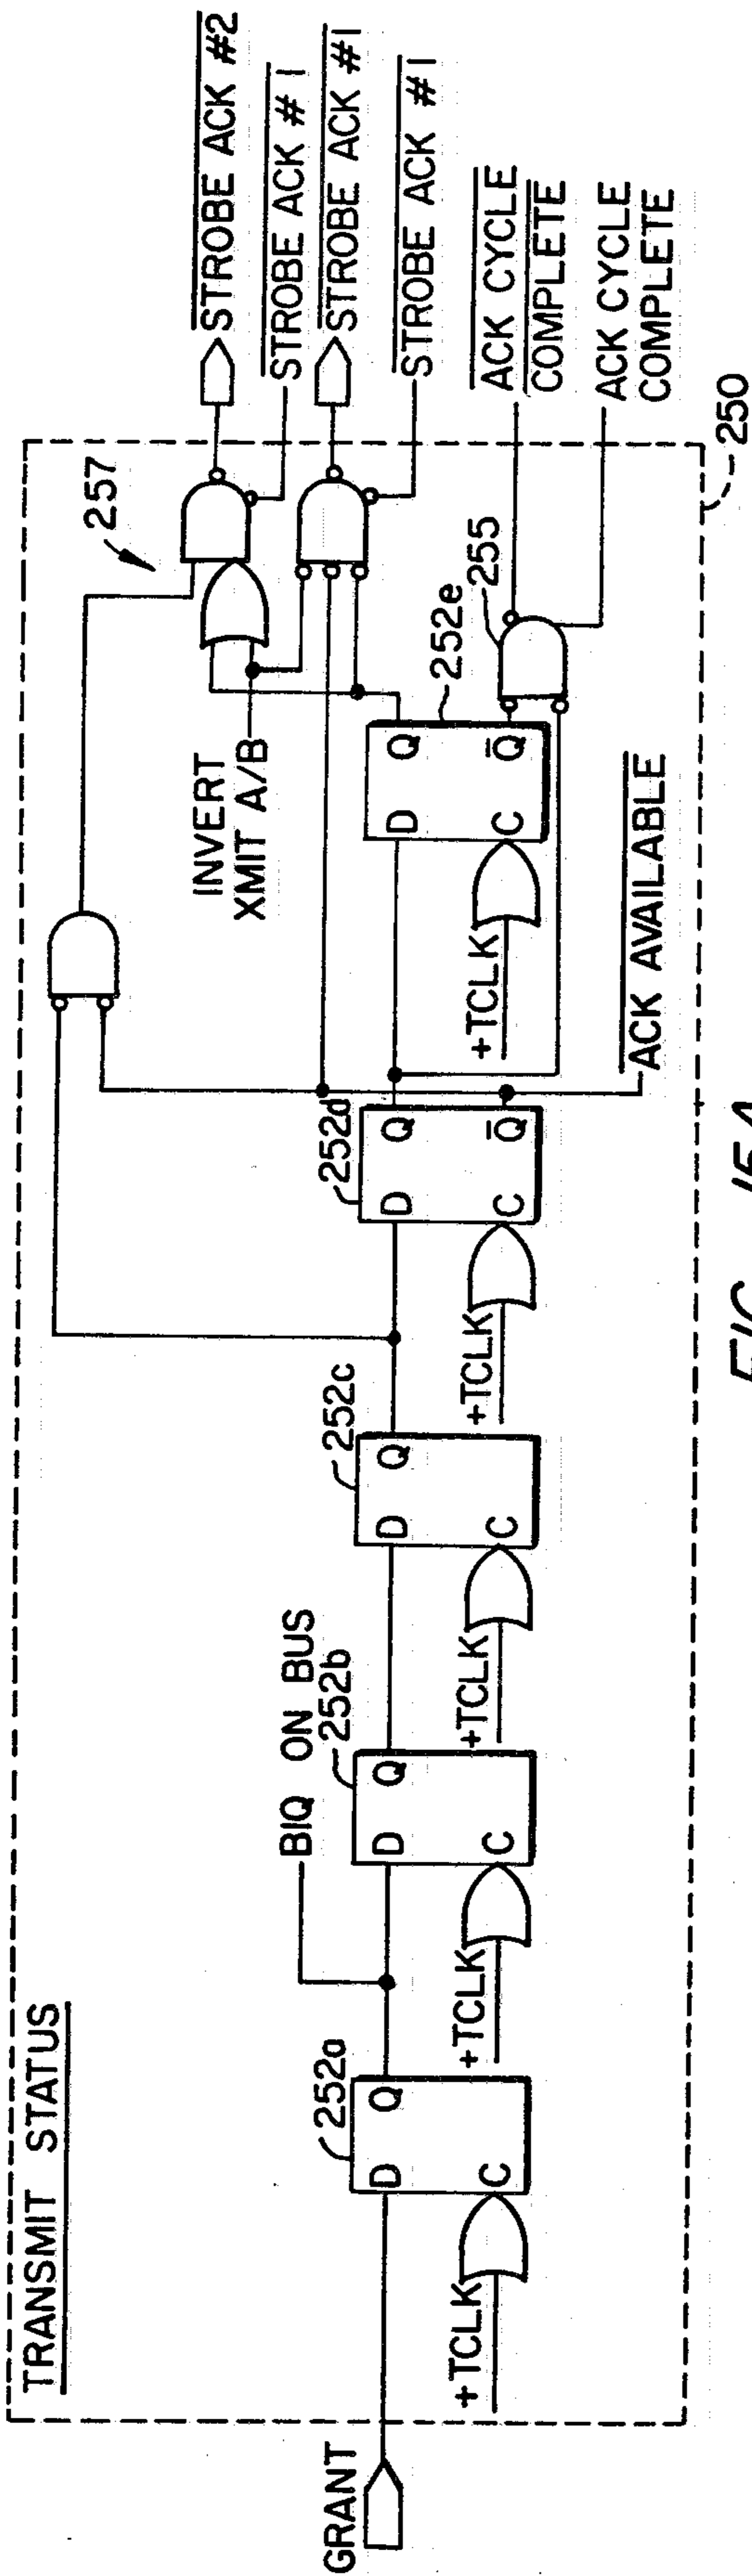 TRANSMIT STATUS
GRANT
+TCLK
D
Q
C
252a
BIQ ON BUS
+TCLK
D
Q
C
252b
+TCLK
D
Q
C
252c
+TCLK
D
Q
C
Q̅
252d
ACK AVAILABLE
INVERT
XMIT A/B
+TCLK
D
Q
C
Q̅
252e
255
257
STROBE ACK #2
STROBE ACK #1
STROBE ACK #1
STROBE ACK #1
ACK CYCLE
COMPLETE
ACK CYCLE
COMPLETE
250